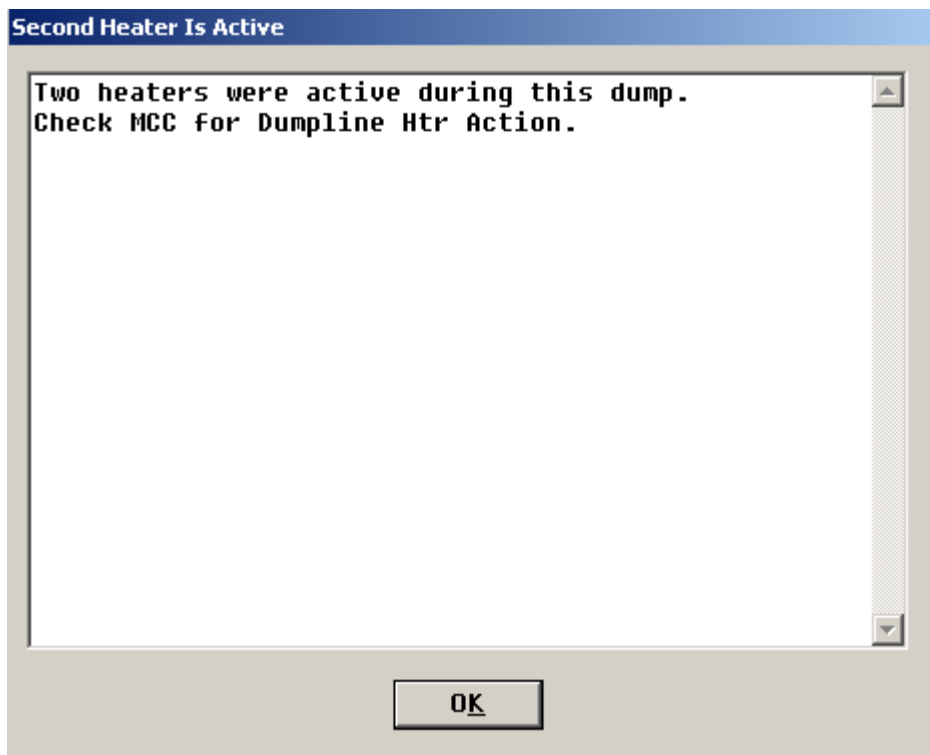 Second Heater Is Active
Two heaters were active during this dump.
Check MCC for Dumpline Htr Action.
OK